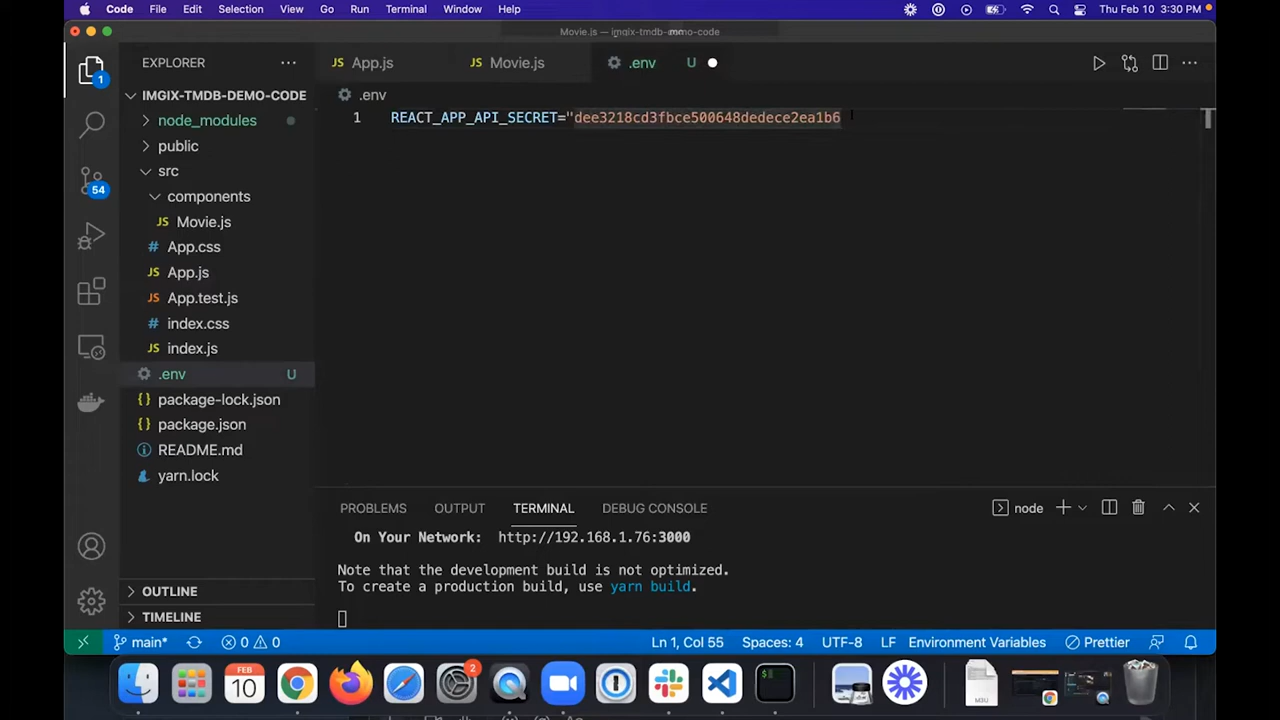 Code File Edit Selection View Go Run Terminal Window Help Thu Feb 10 3:30 PM
Movie.js — imgix-tmdb-demo-code
EXPLORER
App.js
Movie.js
.env U
1
IMGIX-TMDB-DEMO-CODE
.env
node_modules
1 REACT_APP_API_SECRET="dee3218cd3fbce500648dedece2ea1b6
public
src
54
components
Movie.js
App.css
App.js
App.test.js
index.css
index.js
.env U
package-lock.json
package.json
README.md
yarn.lock
PROBLEMS OUTPUT TERMINAL DEBUG CONSOLE node
On Your Network: http://192.168.1.76:3000
Note that the development build is not optimized.
To create a production build, use yarn build.
OUTLINE
TIMELINE
main* 0 0 Ln 1, Col 55 Spaces: 4 UTF-8 LF Environment Variables Prettier
FEB
10
2
$
M3U